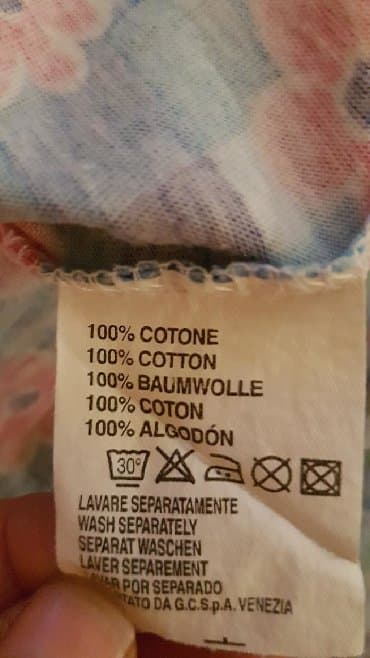 100% COTONE
100% COTTON
100% BAUMWOLLE
100% COTON
100% ALGODÓN
30°
LAVARE SEPARATAMENTE
WASH SEPARATELY
SEPARAT WASCHEN
LAVER SEPAREMENT
POR SEPARADO
DA G.C.S.p.A. VENEZIA